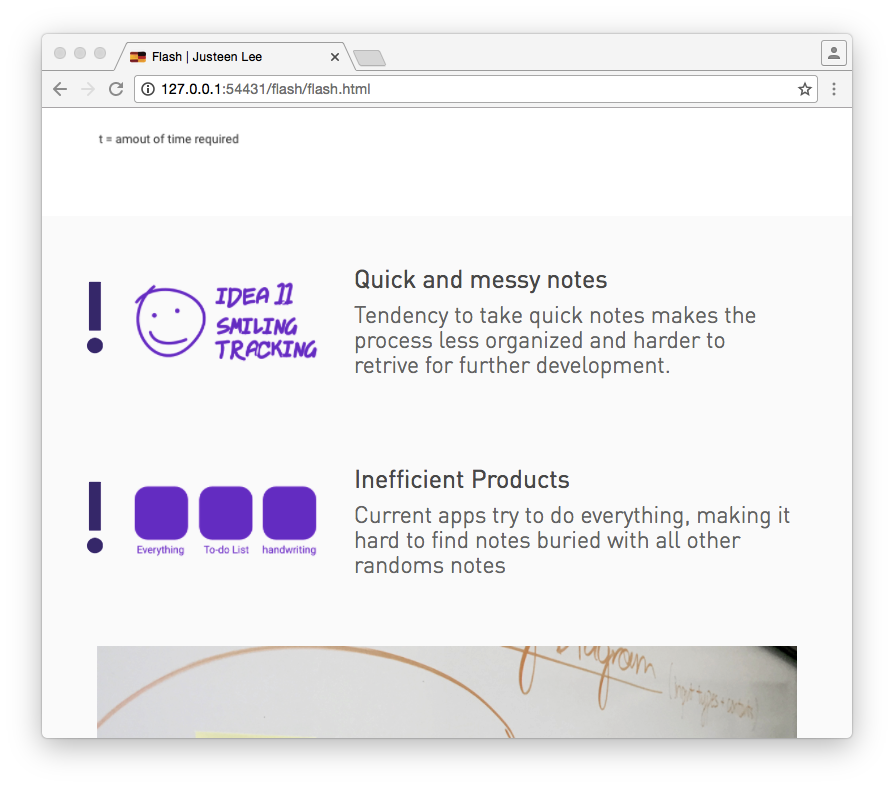 Flash | Justeen Lee
127.0.0.1:54431/flash/flash.html
t = amout of time required
IDEA 11
SMILING
TRACKING
Quick and messy notes
Tendency to take quick notes makes the
process less organized and harder to
retrive for further development.
Everything To-do List handwriting
Inefficient Products
Current apps try to do everything, making it
hard to find notes buried with all other
randoms notes
Diagram